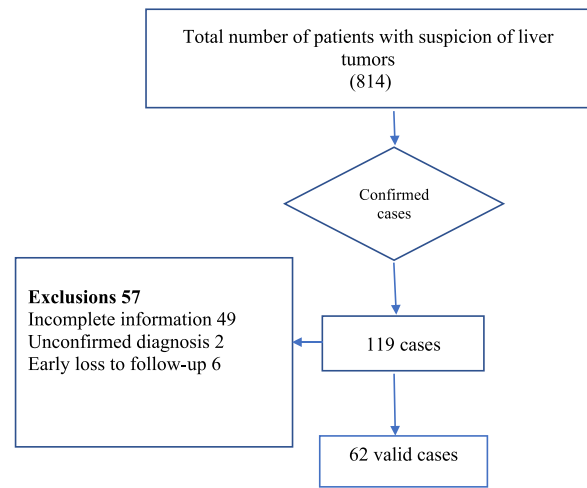 Total number of patients with suspicion of liver
tumors
(814)
Confirmed
cases
Exclusions 57
Incomplete information 49
Unconfirmed diagnosis 2
Early loss to follow-up 6
119 cases
62 valid cases